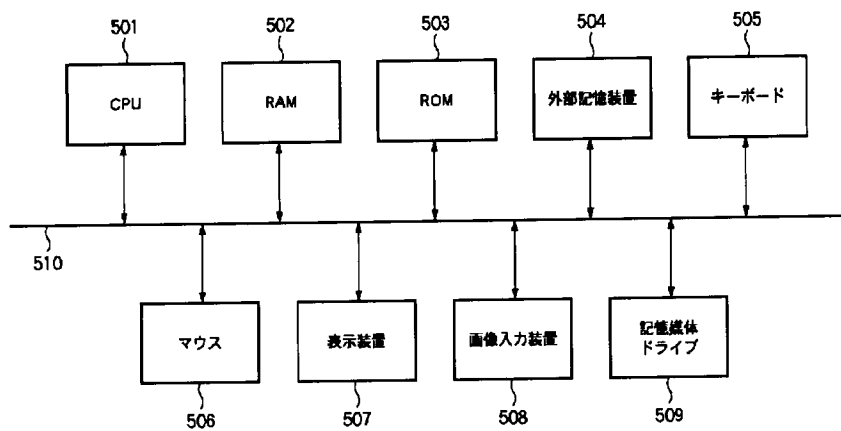 501
502
503
504
505
CPU
RAM
ROM
外部記憶装置
キーボード
510
マウス
表示装置
画像入力装置
記憶媒体
ドライブ
506
507
508
509